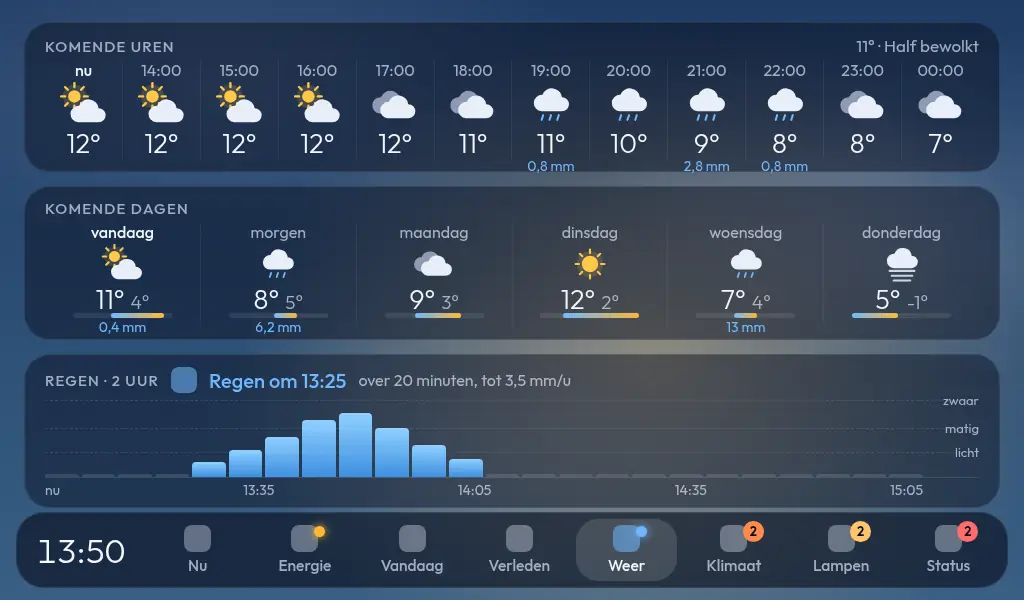 KOMENDE UREN 11° · Half bewolkt
nu 14:00 15:00 16:00 17:00 18:00 19:00 20:00 21:00 22:00 23:00 00:00
12° 12° 12° 12° 12° 11° 11° 10° 9° 8° 8° 7°
0,8 mm 2,8 mm 0,8 mm
KOMENDE DAGEN
vandaag morgen maandag dinsdag woensdag donderdag
11° 4° 8° 5° 9° 3° 12° 2° 7° 4° 5° -1°
0,4 mm 6,2 mm 13 mm
REGEN · 2 UUR Regen om 13:25 over 20 minuten, tot 3,5 mm/u
zwaar
matig
licht
nu 13:35 14:05 14:35 15:05
2 2 2
13:50
Nu Energie Vandaag Verleden Weer Klimaat Lampen Status